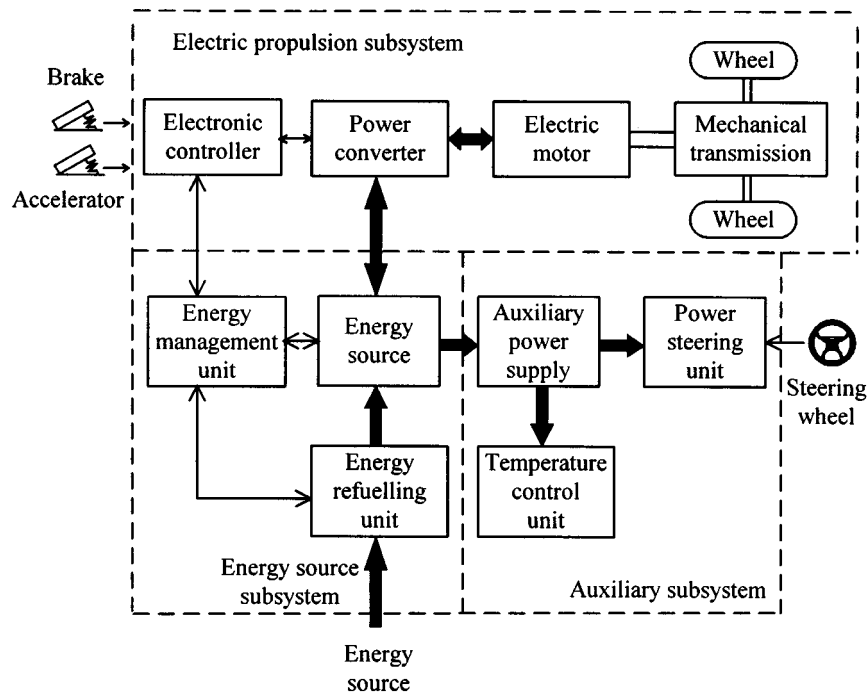 Electric propulsion subsystem
Wheel
Brake
Electronic
controller
Power
converter
Electric
motor
Mechanical
transmission
Accelerator
Wheel
Energy
management
unit
Energy
source
Auxiliary
power
supply
Power
steering
unit
Steering
wheel
Energy
refuelling
unit
Temperature
control
unit
Energy source
subsystem
Auxiliary subsystem
Energy
source